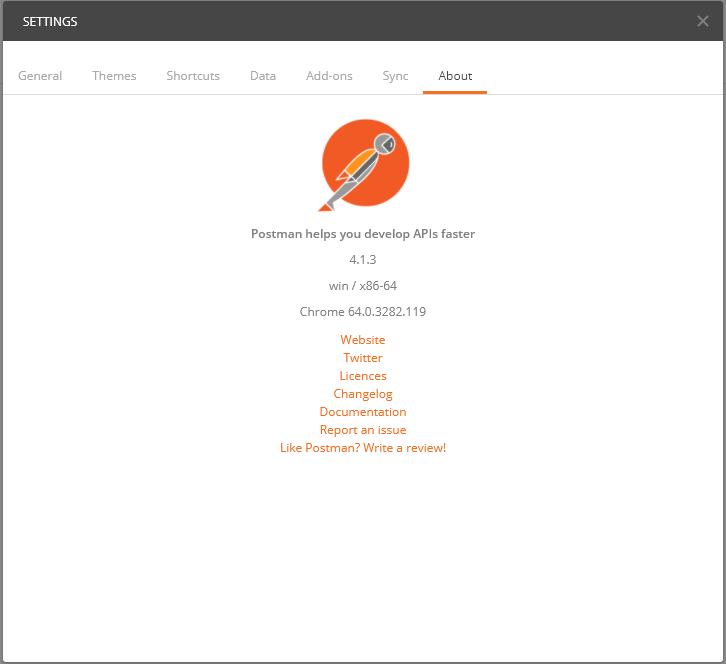 SETTINGS
General Themes Shortcuts Data Add-ons Sync About
Postman helps you develop APIs faster
4.1.3
win / x86-64
Chrome 64.0.3282.119
Website
Twitter
Licences
Changelog
Documentation
Report an issue
Like Postman? Write a review!